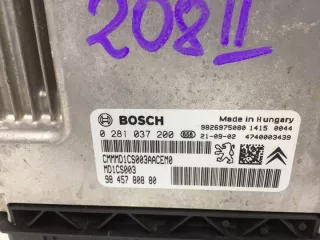 208 II
BOSCH
Made in Hungary
9826975080 1415 0044
0 281 037 200 21-09-02 4740003439
CMMMD1CS003AACEM0
MD1CS003
98 457 808 80